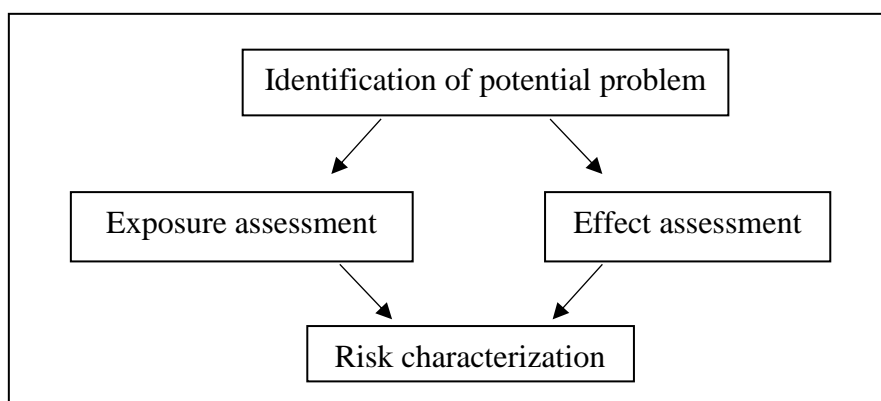 Identification of potential problem
Exposure assessment
Effect assessment
Risk characterization